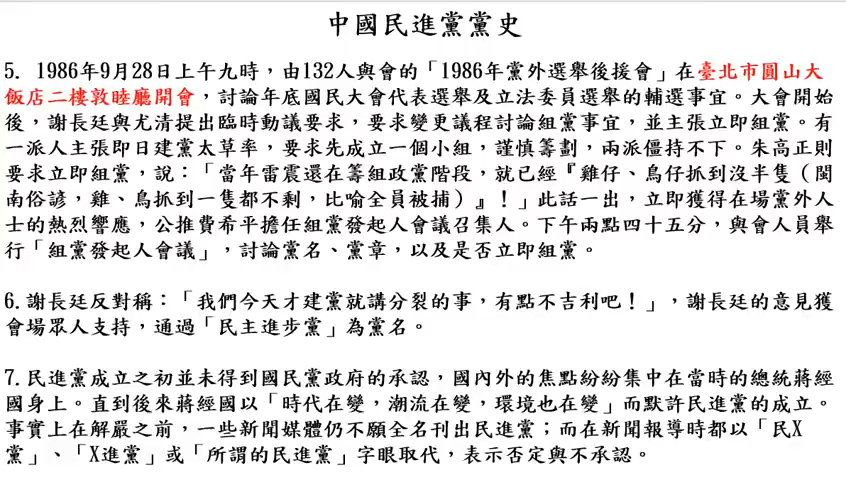 中國民進黨黨史
5. 1986年9月28日上午九時，由132人與會的「1986年黨外選舉後援會」在臺北市圓山大
飯店二樓敦睦廳開會，討論年底國民大會代表選舉及立法委員選舉的輔選事宜。大會開始
後，謝長廷與尤清提出臨時動議要求，要求變更議程討論組黨事宜，並主張立即組黨。有
一派人主張即日建黨太草率，要求先成立一個小組，謹慎籌劃，兩派僵持不下。朱高正則
要求立即組黨，說：「當年雷震還在籌組政黨階段，就已經『雞仔、鳥仔抓到沒半隻（閩
南俗諺，雞、鳥抓到一隻都不剩，比喻全員被捕）』！」此話一出，立即獲得在場黨外人
士的熱烈響應，公推費希平擔任組黨發起人會議召集人。下午兩點四十五分，與會人員舉
行「組黨發起人會議」，討論黨名、黨章，以及是否立即組黨。
6.謝長廷反對稱：「我們今天才建黨就講分裂的事，有點不吉利吧！」，謝長廷的意見獲
會場眾人支持，通過「民主進步黨」為黨名。
7.民進黨成立之初並未得到國民黨政府的承認，國內外的焦點紛紛集中在當時的總統蔣經
國身上。直到後來蔣經國以「時代在變，潮流在變，環境也在變」而默許民進黨的成立。
事實上在解嚴之前，一些新聞媒體仍不願全名刊出民進黨；而在新聞報導時都以「民X
黨」、「X進黨」或「所謂的民進黨」字眼取代，表示否定與不承認。